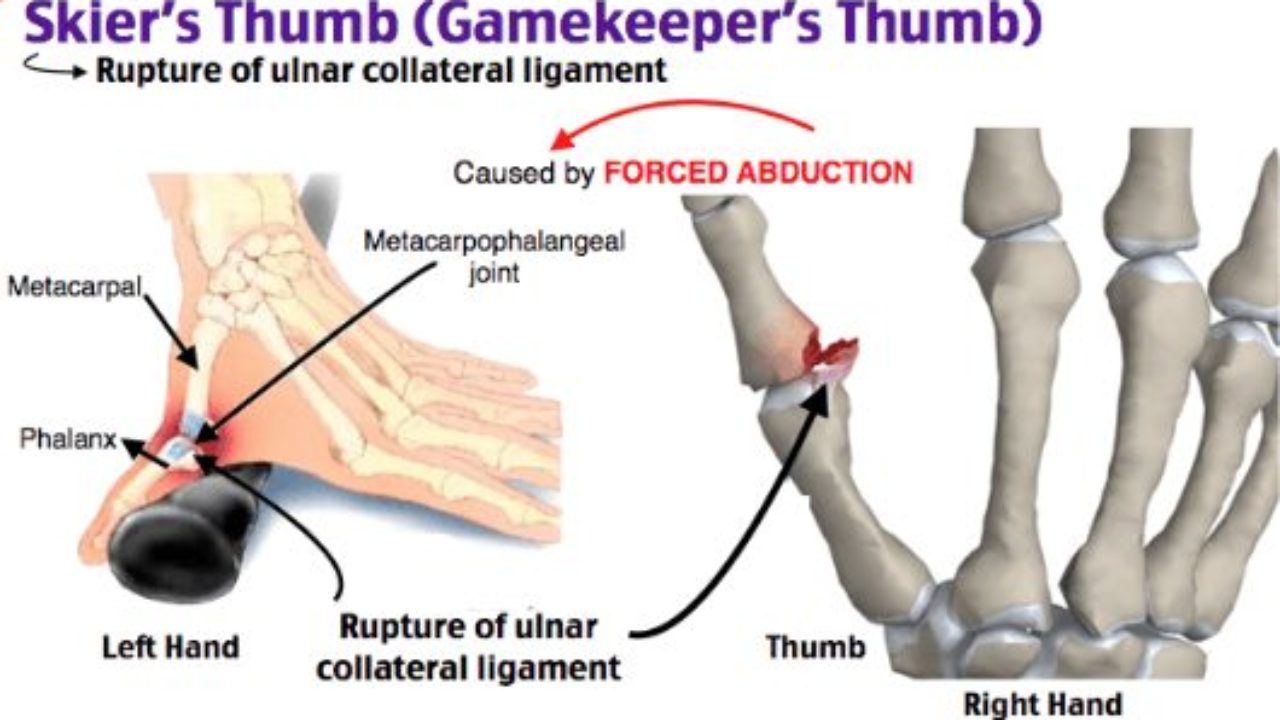 Skier's Thumb (Gamekeeper's Thumb)
Rupture of ulnar collateral ligament
Caused by FORCED ABDUCTION
Metacarpophalangeal
joint
Metacarpal
Phalanx
Rupture of ulnar
collateral ligament
Left Hand
Thumb
Right Hand